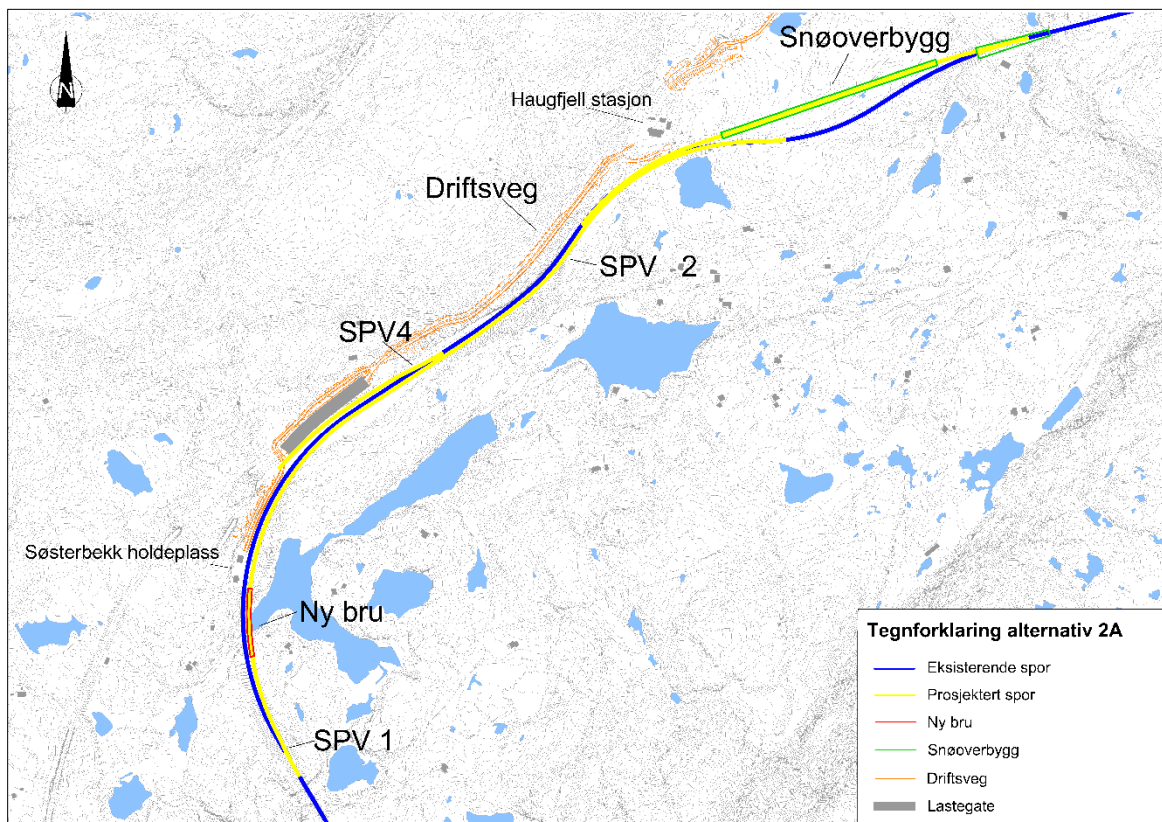 N
Snøoverbygg
Haugfjell stasjon
Driftsveg
SPV 2
SPV4
Søsterbekk holdeplass
Ny bru
SPV 1
Tegnforklaring alternativ 2A
Eksisterende spor
Prosjektert spor
Ny bru
Snøoverbygg
Driftsveg
Lastegate